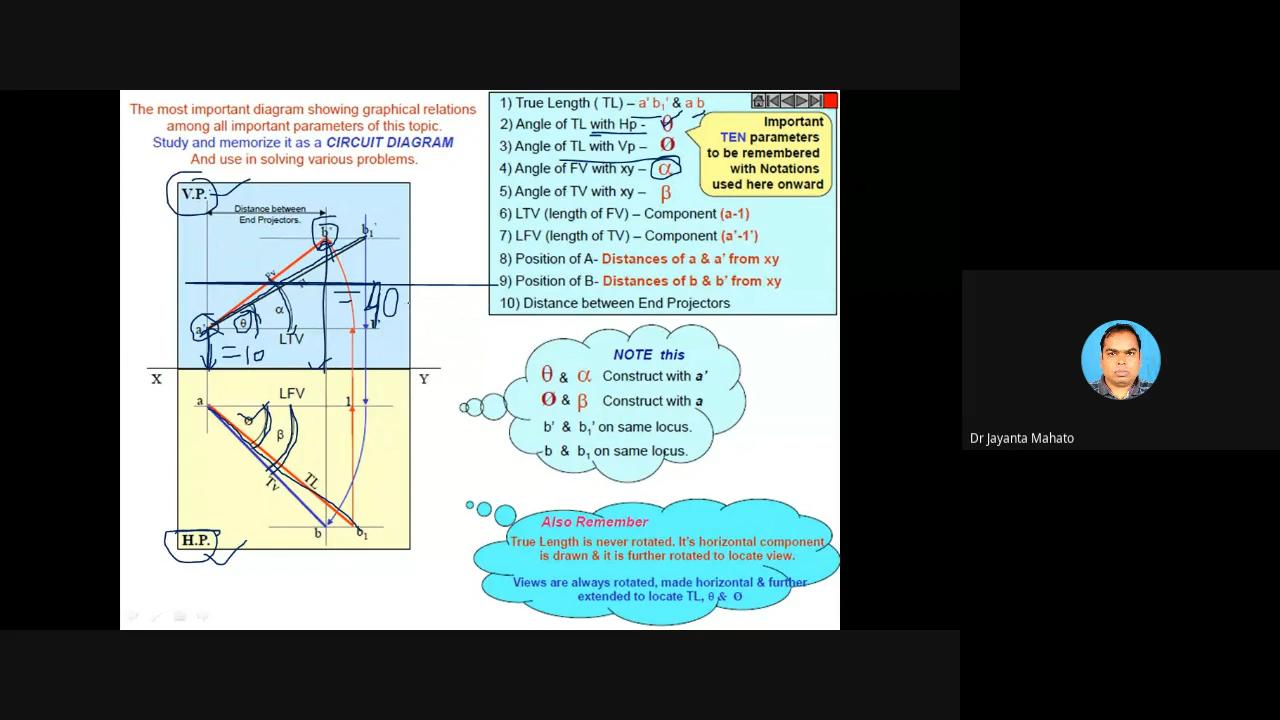 The most important diagram showing graphical relations
among all important parameters of this topic.
Study and memorize it as a CIRCUIT DIAGRAM
And use in solving various problems.
V.P.
Distance between
End Projectors.
b'
b1'
Fv
TL
α
θ
a'
1'
LTV
= 40
= 10
X
Y
LFV
a
1
Ø
β
TL
Tv
b
b1
H.P.
1) True Length ( TL) – a' b1' & a b
2) Angle of TL with Hp - θ
3) Angle of TL with Vp – Ø
4) Angle of FV with xy – α
5) Angle of TV with xy – β
6) LTV (length of FV) – Component (a-1)
7) LFV (length of TV) – Component (a'-1')
8) Position of A- Distances of a & a' from xy
9) Position of B- Distances of b & b' from xy
10) Distance between End Projectors
Important
TEN parameters
to be remembered
with Notations
used here onward
NOTE this
θ & α Construct with a'
Ø & β Construct with a
b' & b1' on same locus.
b & b1 on same locus.
Also Remember
True Length is never rotated. It's horizontal component
is drawn & it is further rotated to locate view.
Views are always rotated, made horizontal & further
extended to locate TL, θ & Ø
Dr Jayanta Mahato